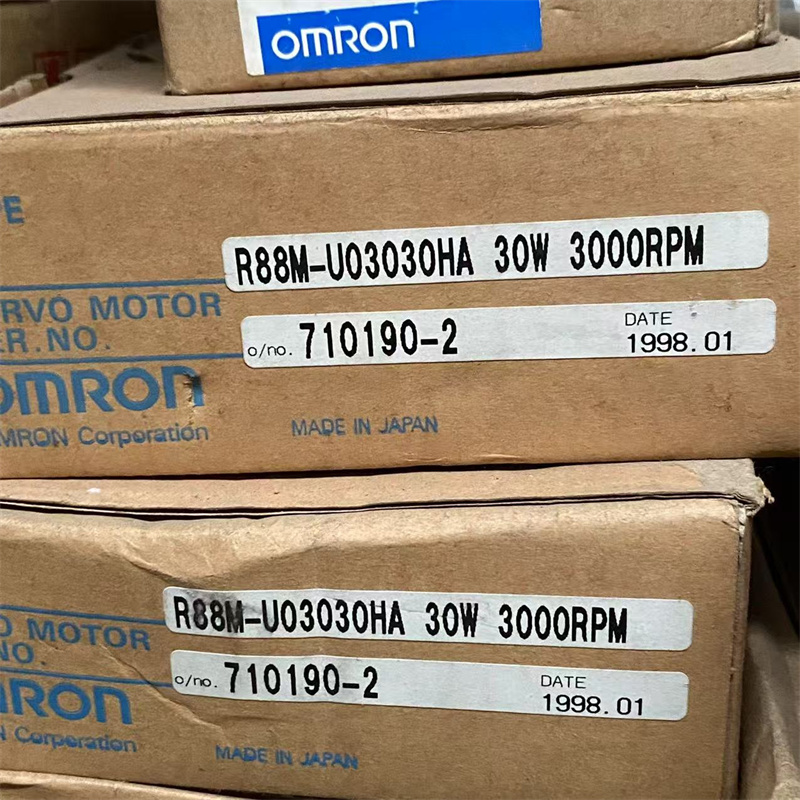 OMRON
R88M-U03030HA 30W 3000RPM
RVO MOTOR
ER.NO.
o/no. 710190-2 DATE 1998.01
OMRON
MRON Corporation
MADE IN JAPAN
R88M-U03030HA 30W 3000RPM
O MOTOR
NO.
o/no. 710190-2 DATE 1998.01
MRON
N Corporation
MADE IN JAPAN